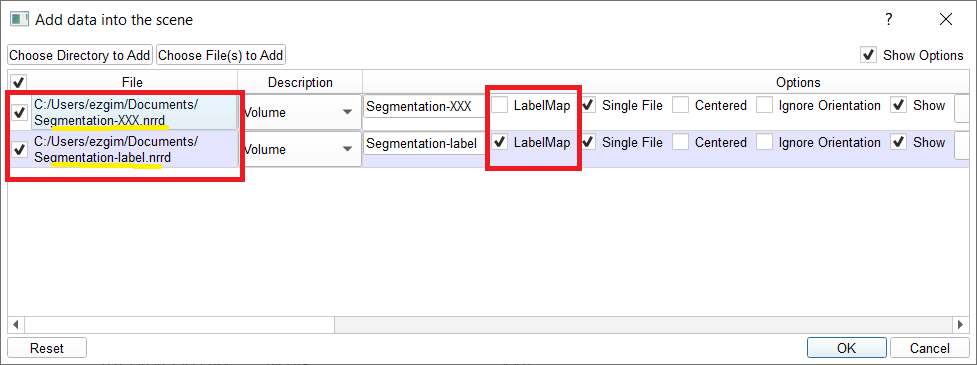 Add data into the scene
?
Choose Directory to Add Choose File(s) to Add Show Options
File Description Options
C:/Users/ezgim/Documents/
Segmentation-XXX.nrrd
Volume Segmentation-XXX LabelMap Single File Centered Ignore Orientation Show
C:/Users/ezgim/Documents/
Segmentation-label.nrrd
Volume Segmentation-label LabelMap Single File Centered Ignore Orientation Show
Reset OK Cancel